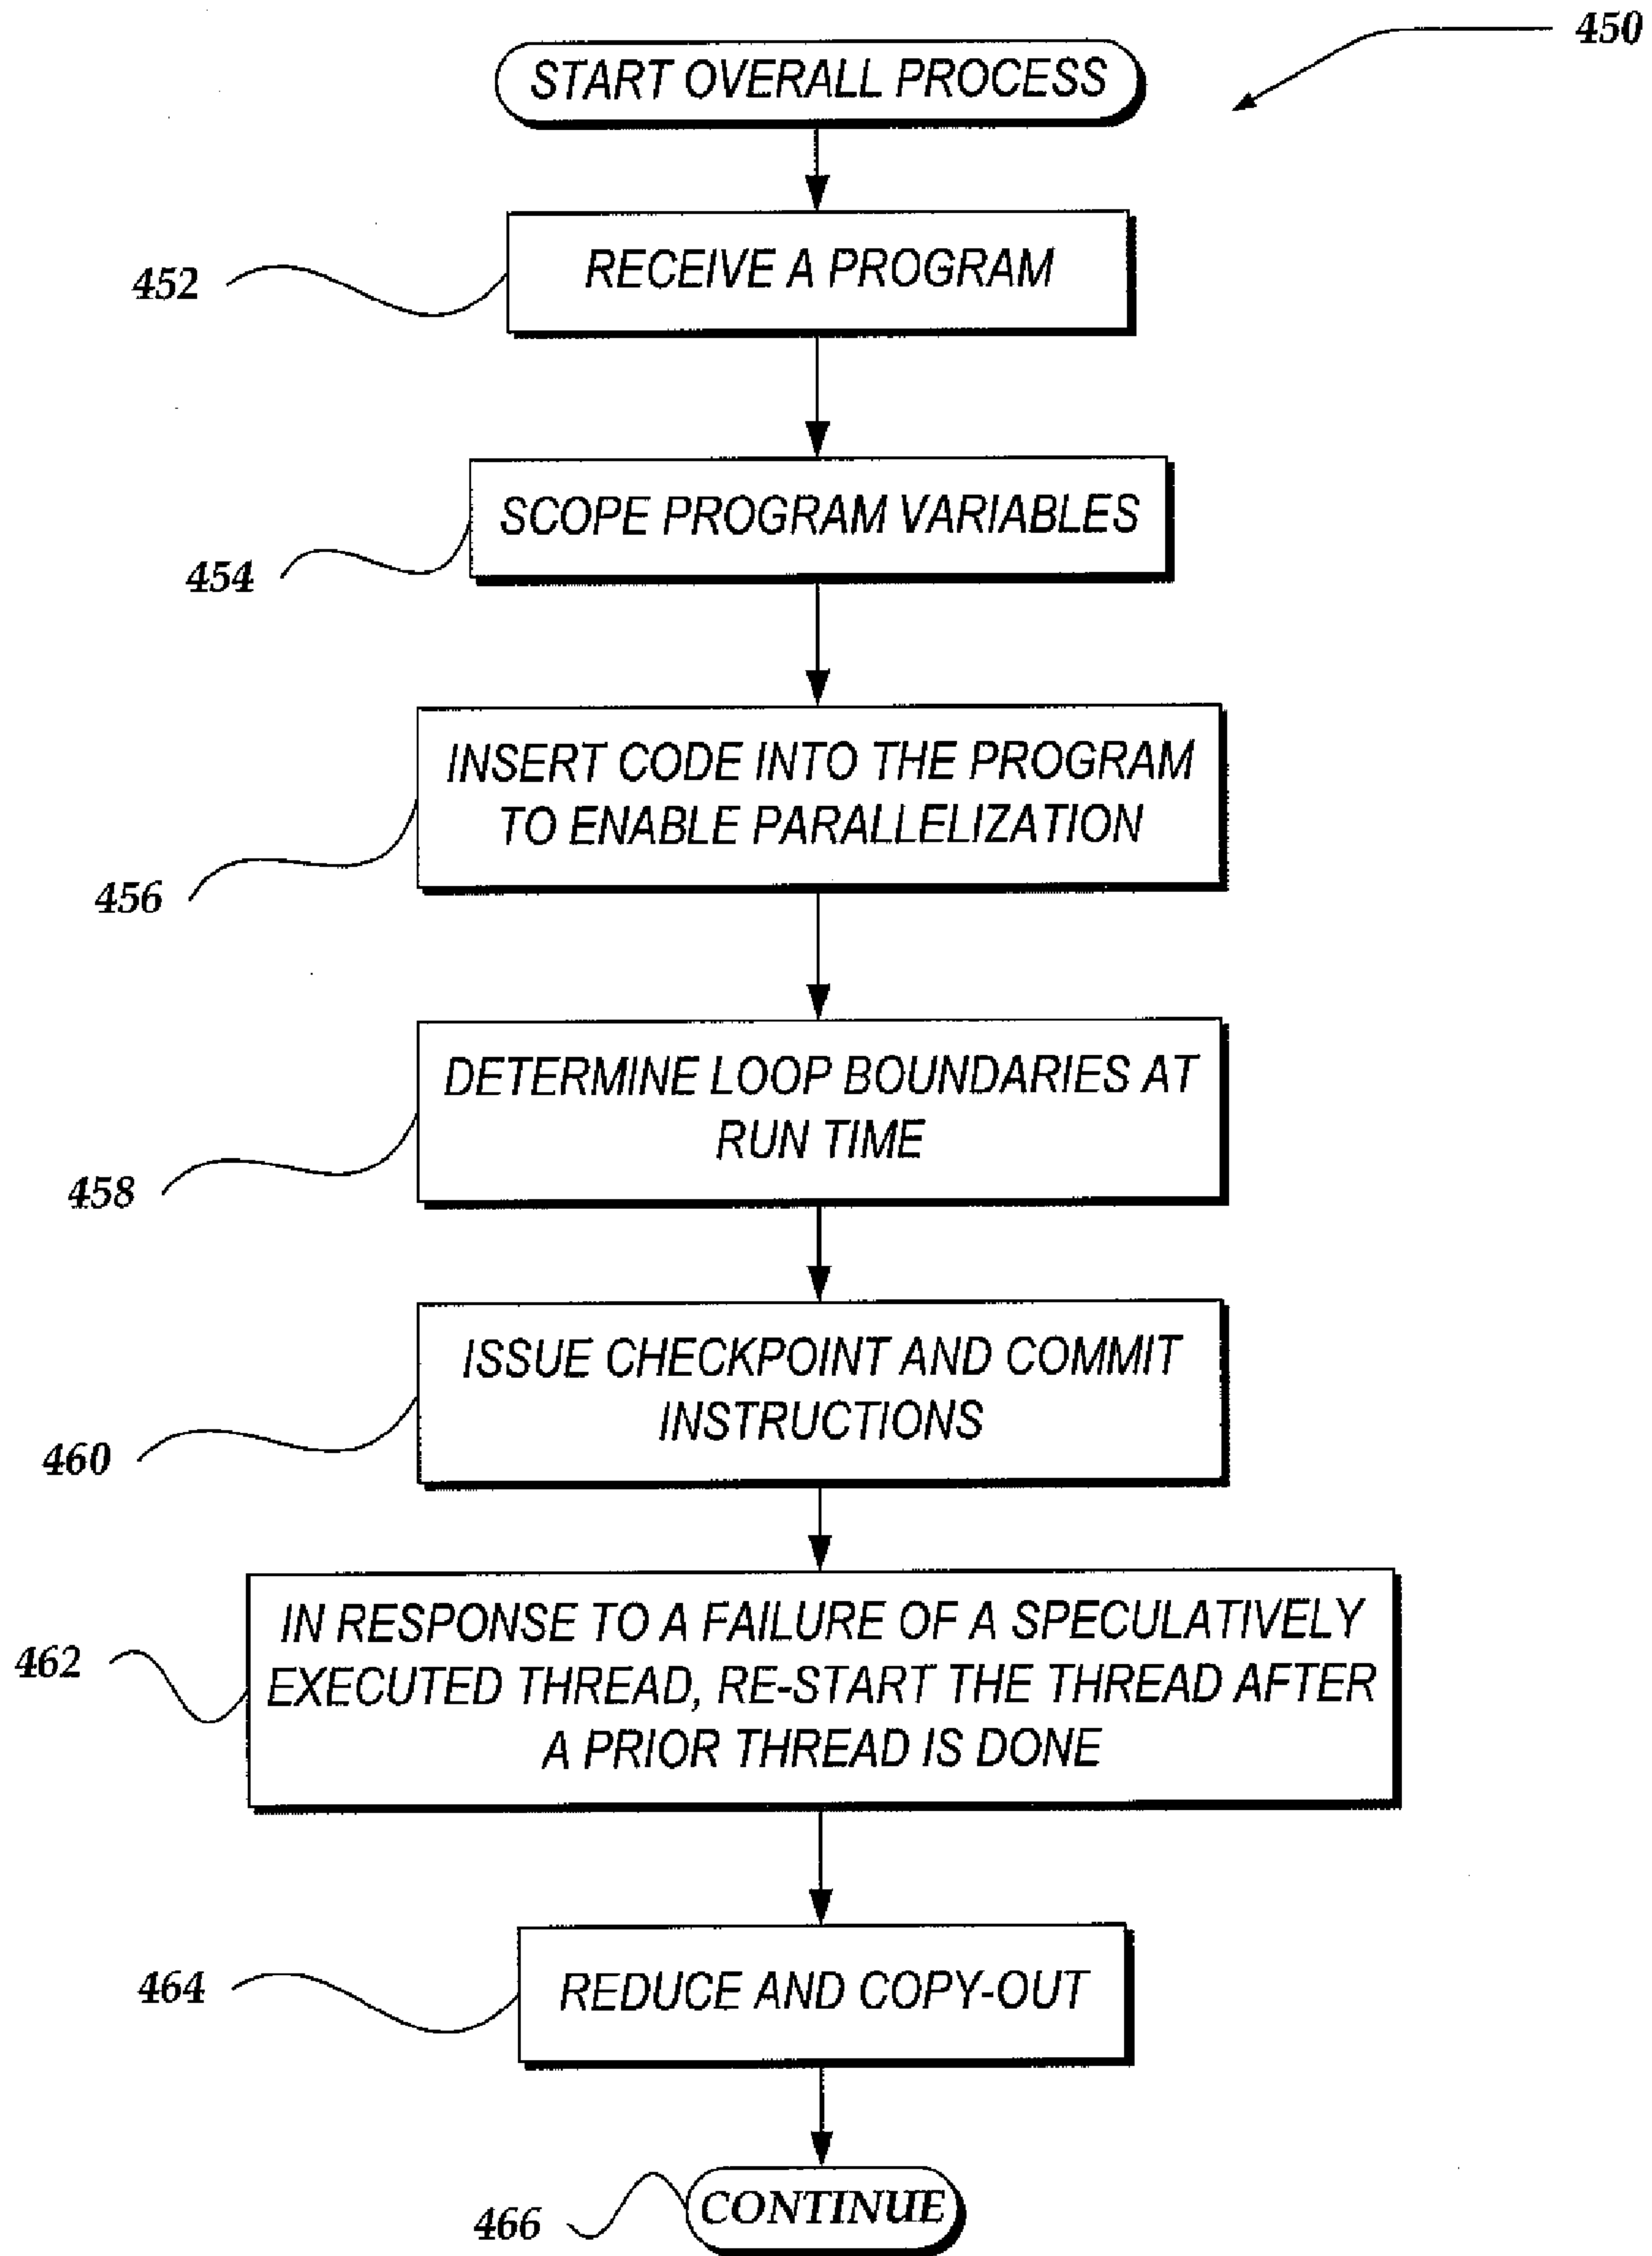 450
START OVERALL PROCESS
RECEIVE A PROGRAM
452
SCOPE PROGRAM VARIABLES
454
INSERT CODE INTO THE PROGRAM
TO ENABLE PARALLELIZATION
456
DETERMINE LOOP BOUNDARIES AT
RUN TIME
458
ISSUE CHECKPOINT AND COMMIT
INSTRUCTIONS
460
IN RESPONSE TO A FAILURE OF A SPECULATIVELY
EXECUTED THREAD, RE-START THE THREAD AFTER
A PRIOR THREAD IS DONE
462
REDUCE AND COPY-OUT
464
CONTINUE
466